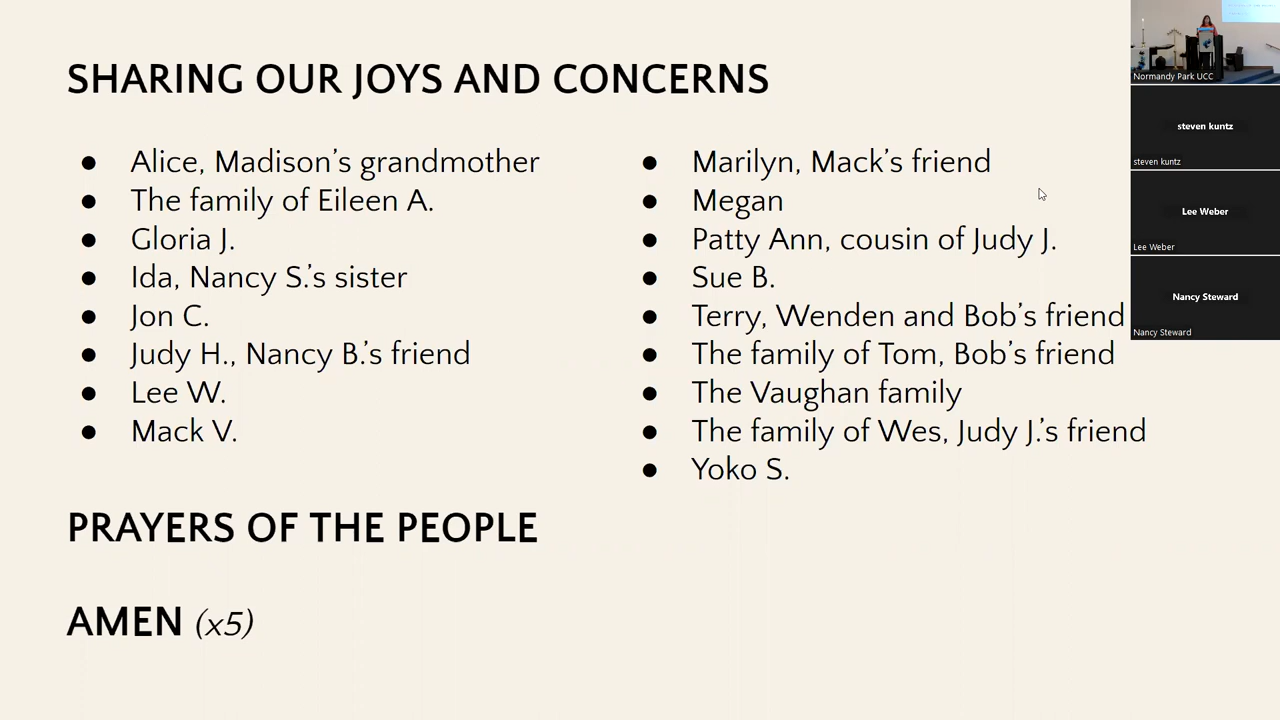 SHARING OUR JOYS AND CONCERNS
● Alice, Madison’s grandmother
● The family of Eileen A.
● Gloria J.
● Ida, Nancy S.’s sister
● Jon C.
● Judy H., Nancy B.’s friend
● Lee W.
● Mack V.
● Marilyn, Mack’s friend
● Megan
● Patty Ann, cousin of Judy J.
● Sue B.
● Terry, Wenden and Bob’s friend
● The family of Tom, Bob’s friend
● The Vaughan family
● The family of Wes, Judy J.’s friend
● Yoko S.
PRAYERS OF THE PEOPLE
AMEN (x5)
Normandy Park UCC
steven kuntz
steven kuntz
Lee Weber
Lee Weber
Nancy Steward
Nancy Steward